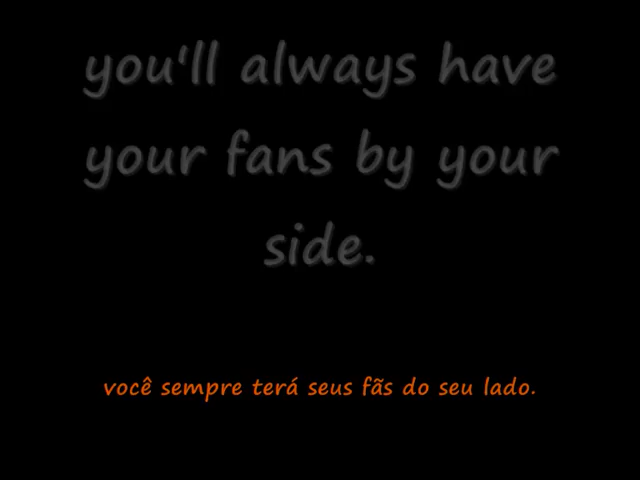 you'll always have
your fans by your
side.
você sempre terá seus fãs do seu lado.